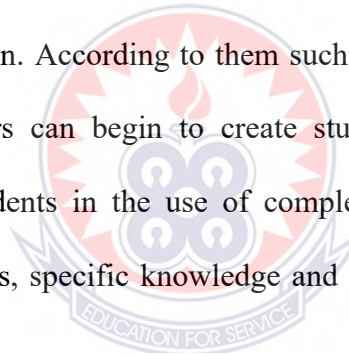 n. According to them such
rs can begin to create stu
dents in the use of comple
s, specific knowledge and
EDUCATION FOR SERVICE